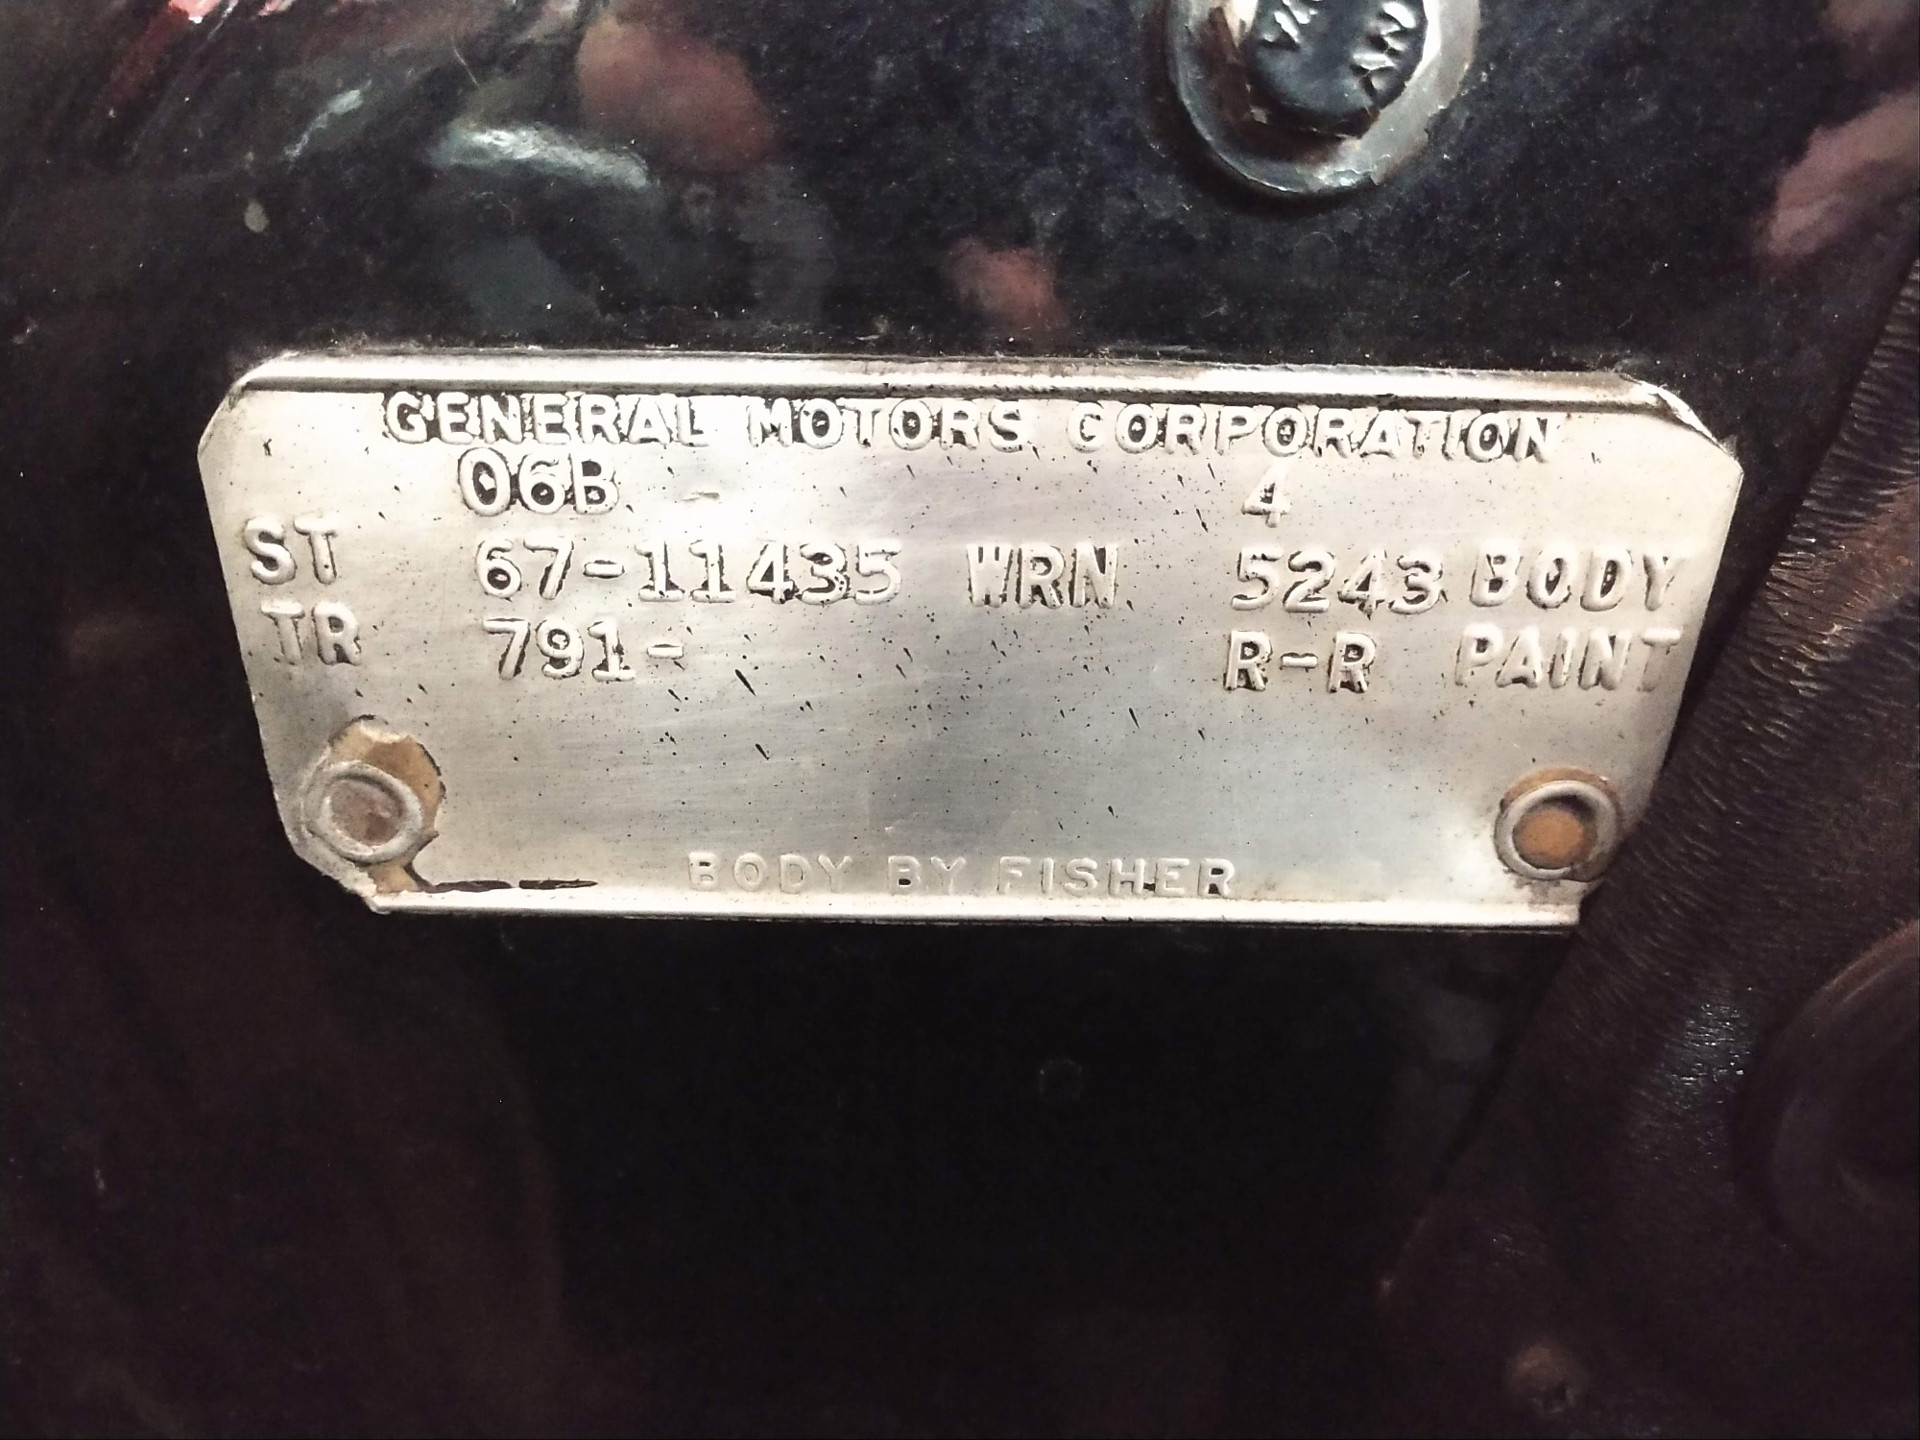 GENERAL MOTORS CORPORATION
06B 4
ST 67-11435 WRN 5243 BODY
TR 791- R-R PAINT
BODY BY FISHER